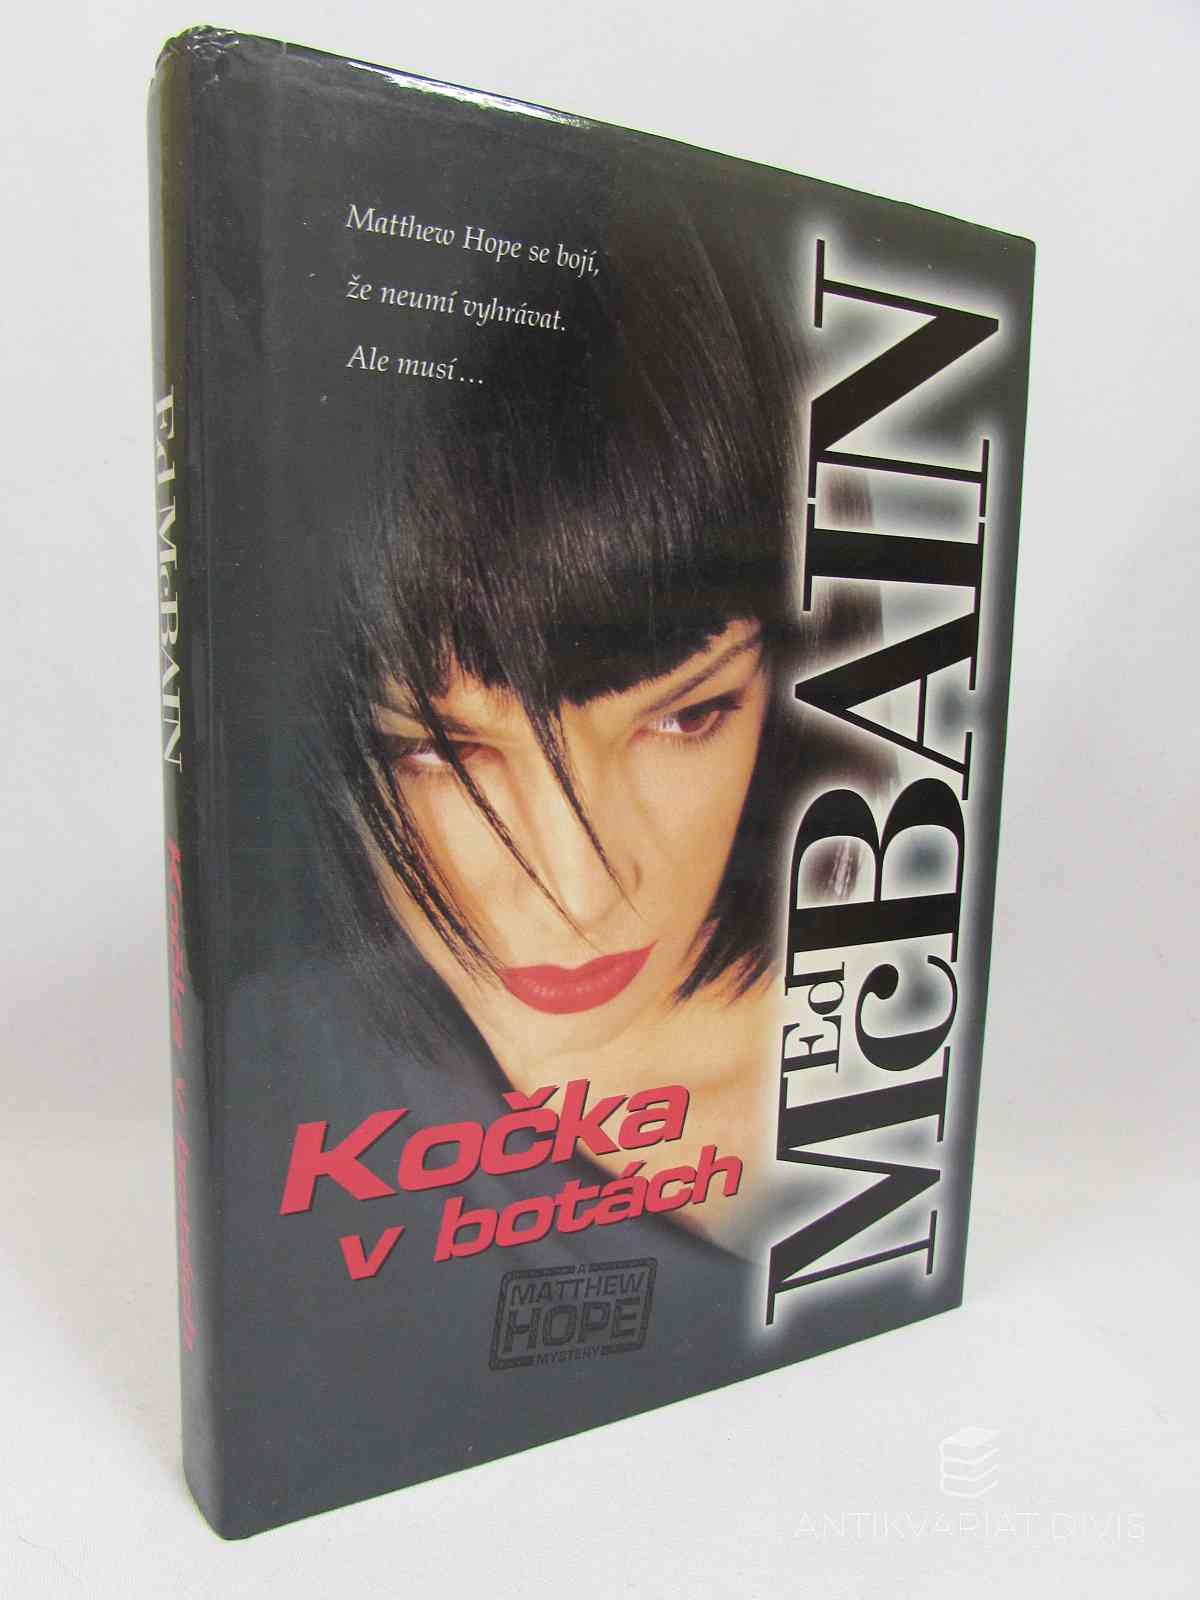 Matthew Hope se bojí,
že neumí vyhrávat.
Ale musí...
Ed
McBAIN
Kočka
v botách
A
MATTHEW
HOPE
MYSTERY
Ed McBAIN Kočka v botách
ANTIKVARIAT DIVIS